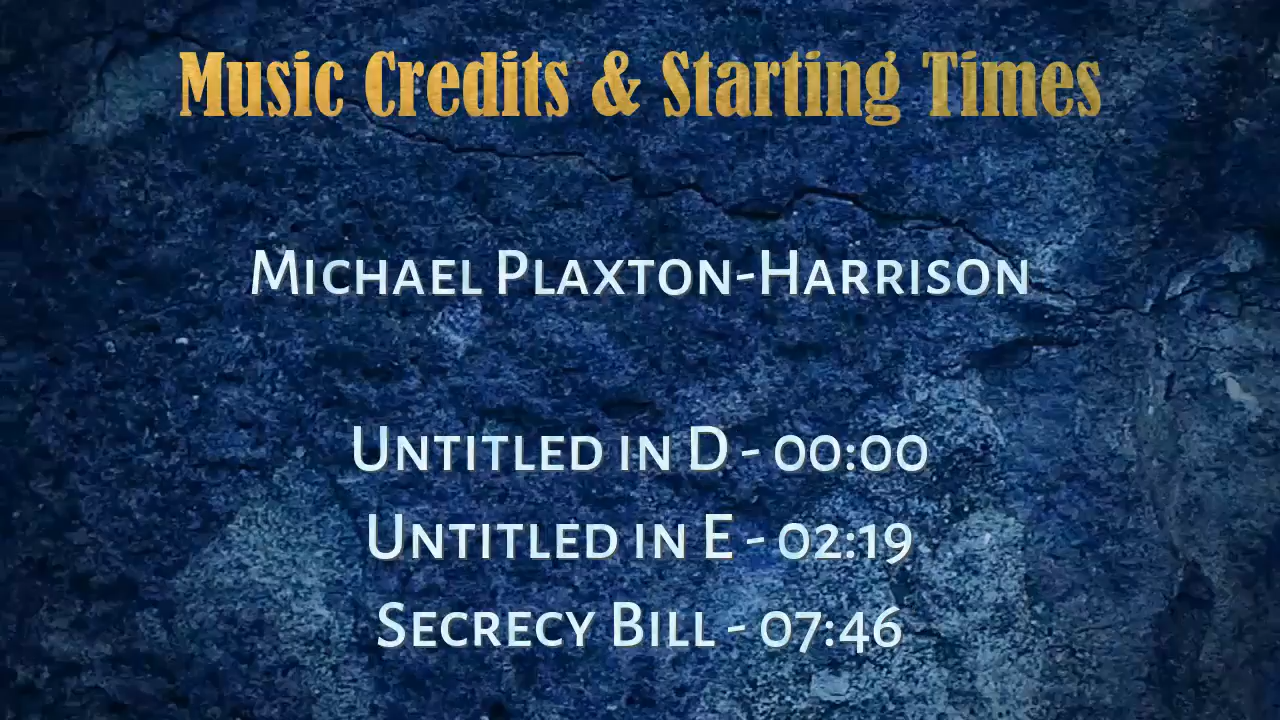 Music Credits & Starting Times
Michael Plaxton-Harrison
Untitled in D - 00:00
Untitled in E - 02:19
Secrecy Bill - 07:46